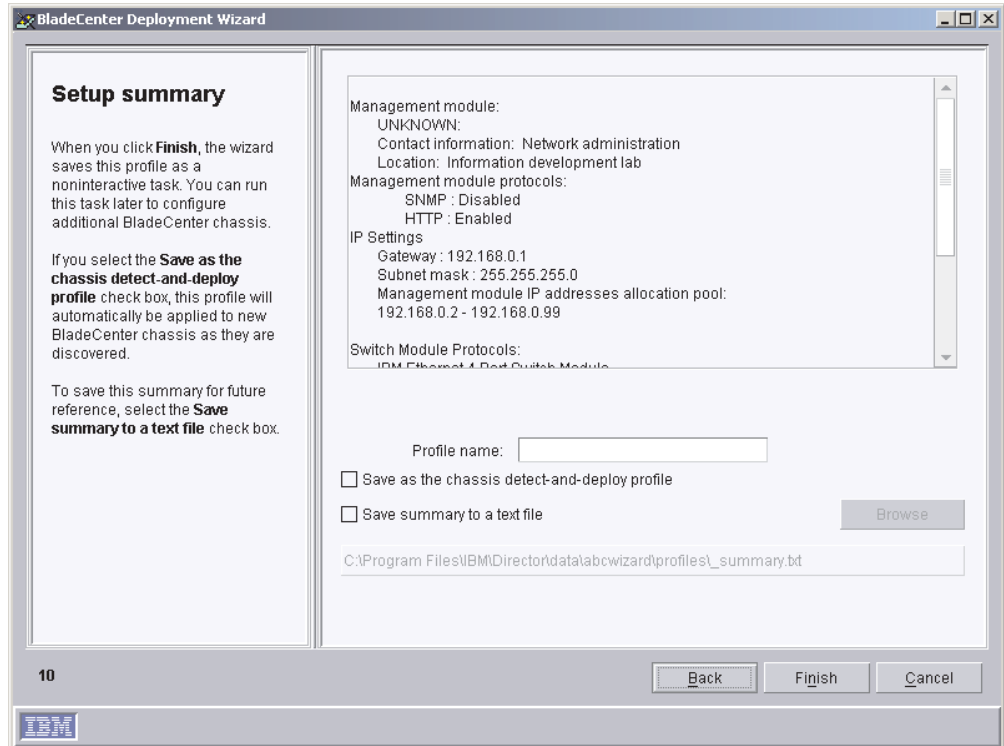 BladeCenter Deployment Wizard
Setup summary
When you click Finish, the wizard
saves this profile as a
noninteractive task. You can run
this task later to configure
additional BladeCenter chassis.
If you select the Save as the
chassis detect-and-deploy
profile check box, this profile will
automatically be applied to new
BladeCenter chassis as they are
discovered.
To save this summary for future
reference, select the Save
summary to a text file check box.
Management module:
UNKNOWN:
Contact information: Network administration
Location: Information development lab
Management module protocols:
SNMP : Disabled
HTTP : Enabled
IP Settings
Gateway : 192.168.0.1
Subnet mask : 255.255.255.0
Management module IP addresses allocation pool:
192.168.0.2 - 192.168.0.99
Switch Module Protocols:
IBM Ethernet 4 Port Switch Module
Profile name:
Save as the chassis detect-and-deploy profile
Save summary to a text file
Browse
C:\Program Files\IBM\Director\data\abcwizard\profiles\_summary.txt
10
Back
Finish
Cancel
IBM